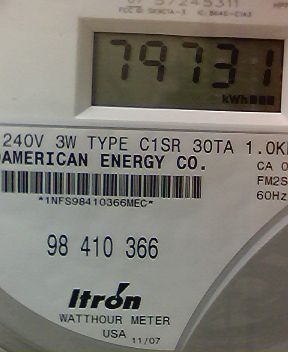 57245311
79731
kWh
240V 3W TYPE C1SR 30TA 1.0K
AMERICAN ENERGY CO.
CA 0
FM2S
60Hz
*1NFS98410366MEC*
98 410 366
Itron
WATTHOUR METER
USA 11/07